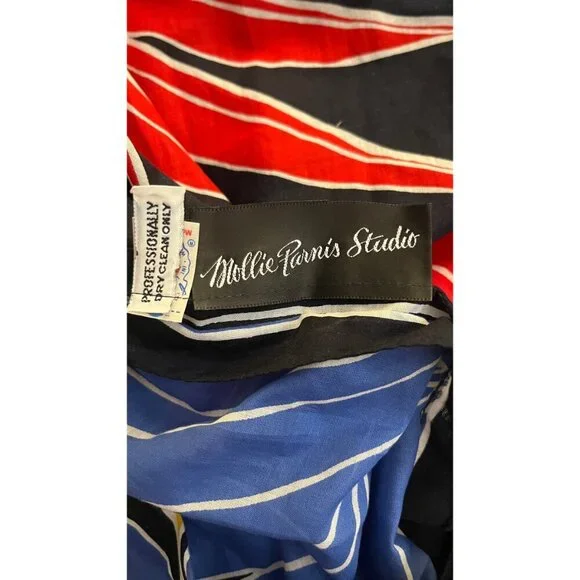 PROFESSIONALLY
DRY CLEAN ONLY
Mollie Parnis Studio